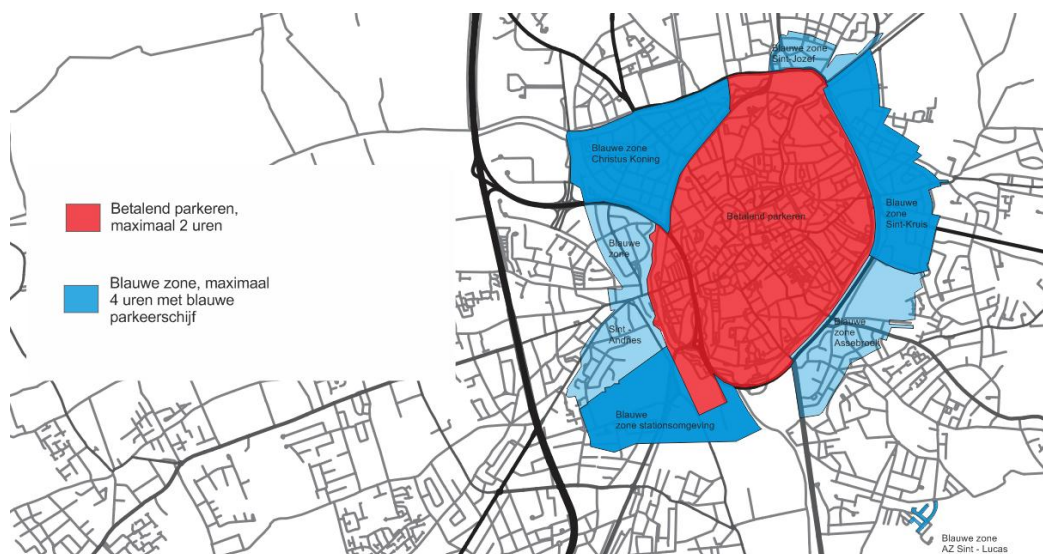 Blauwe zone
Sint-Jozef
Blauwe zone
Christus Koning
Betalend parkeren,
maximaal 2 uren
Blauwe zone, maximaal
4 uren met blauwe
parkeerschijf
Betalend parkeren
Blauwe
zone
Sint-Kruis
Blauwe
zone
Sint-
Andries
Blauwe
zone
Assebroek
Blauwe
zone stationsomgeving
Blauwe zone
AZ Sint - Lucas